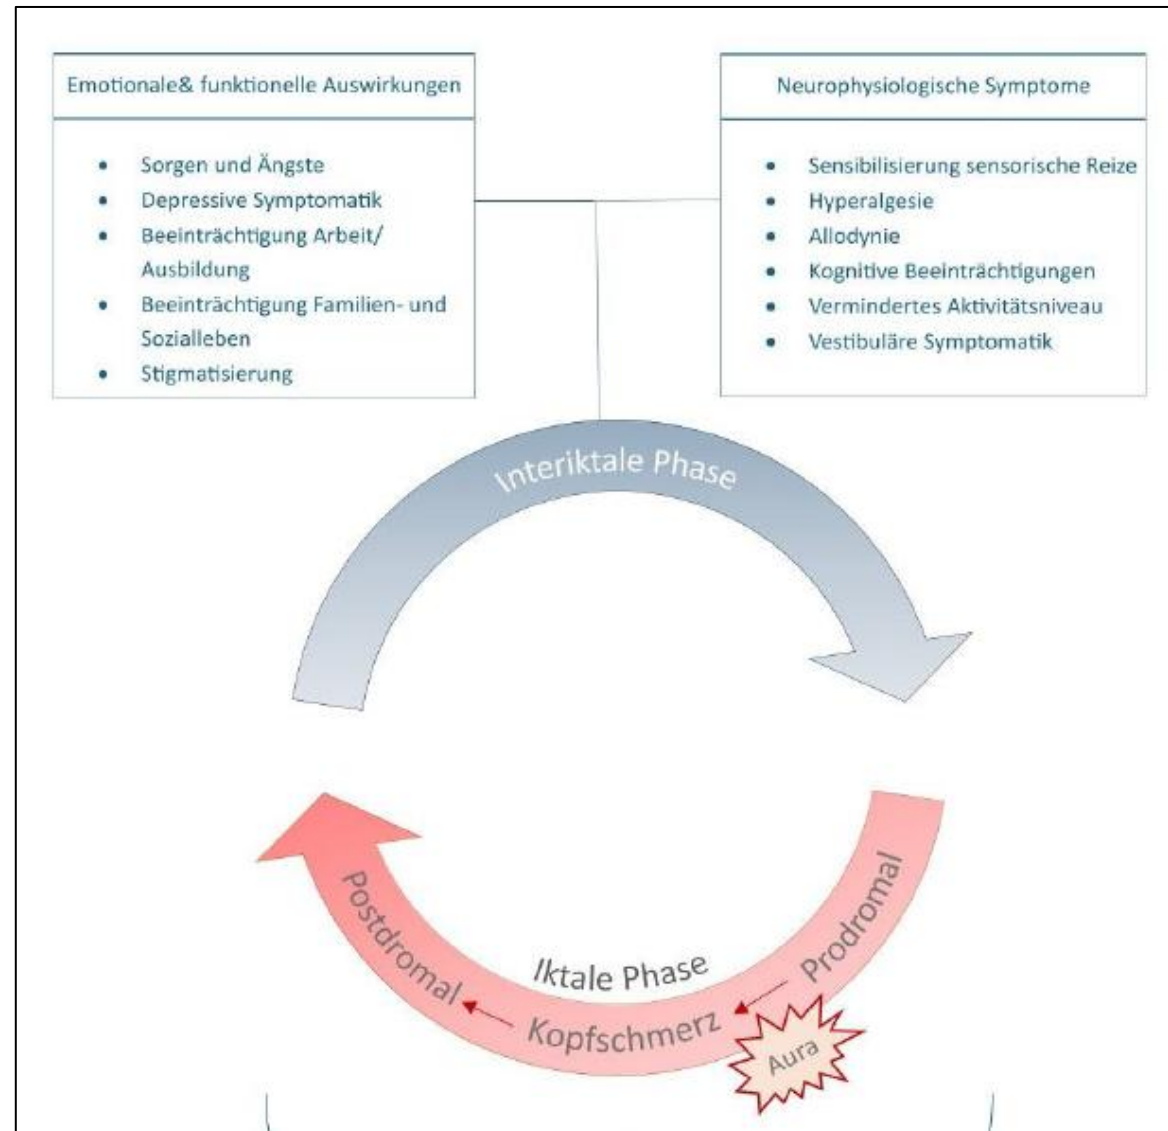 Emotionale& funktionelle Auswirkungen
• Sorgen und Ängste
• Depressive Symptomatik
• Beeinträchtigung Arbeit/
Ausbildung
• Beeinträchtigung Familien- und
Sozialleben
• Stigmatisierung
Neurophysiologische Symptome
• Sensibilisierung sensorische Reize
• Hyperalgesie
• Allodynie
• Kognitive Beeinträchtigungen
• Vermindertes Aktivitätsniveau
• Vestibuläre Symptomatik
Interiktale Phase
Prodromal
Iktale Phase
Postdromal
Kopfschmerz
Aura